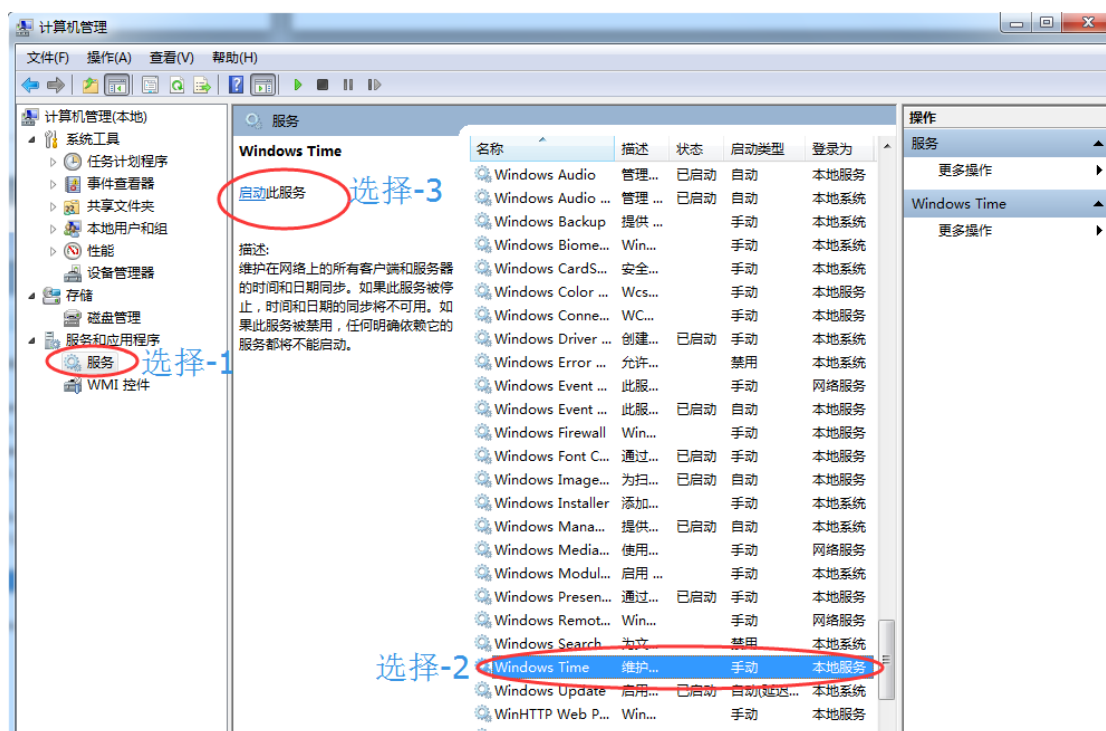 计算机管理
文件(F) 操作(A) 查看(V) 帮助(H)
计算机管理(本地)
系统工具
任务计划程序
事件查看器
共享文件夹
本地用户和组
性能
设备管理器
存储
磁盘管理
服务和应用程序
服务
选择-1
WMI 控件
服务
Windows Time
启动此服务
选择-3
描述:
维护在网络上的所有客户端和服务器
的时间和日期同步。如果此服务被停
止，时间和日期的同步将不可用。如
果此服务被禁用，任何明确依赖它的
服务都将不能启动。
名称 描述 状态 启动类型 登录为
Windows Audio 管理... 已启动 自动 本地服务
Windows Audio ... 管理 ... 已启动 自动 本地系统
Windows Backup 提供 ... 手动 本地系统
Windows Biome... Win... 手动 本地系统
Windows CardS... 安全... 手动 本地系统
Windows Color ... Wcs... 手动 本地服务
Windows Conne... WC... 手动 本地服务
Windows Driver ... 创建... 已启动 手动 本地系统
Windows Error ... 允许... 禁用 本地系统
Windows Event ... 此服... 手动 网络服务
Windows Event ... 此服... 已启动 自动 本地服务
Windows Firewall Win... 手动 本地服务
Windows Font C... 通过... 已启动 手动 本地服务
Windows Image... 为扫... 已启动 自动 本地服务
Windows Installer 添加... 手动 本地系统
Windows Mana... 提供... 已启动 自动 本地系统
Windows Media... 使用... 手动 网络服务
Windows Modul... 启用 ... 手动 本地系统
Windows Presen... 通过... 已启动 手动 本地服务
Windows Remot... Win... 手动 网络服务
Windows Search 为文... 禁用 本地系统
选择-2
Windows Time 维护... 手动 本地服务
Windows Update 启用... 已启动 自动(延迟... 本地系统
WinHTTP Web P... Win... 手动 本地服务
操作
服务
更多操作
Windows Time
更多操作